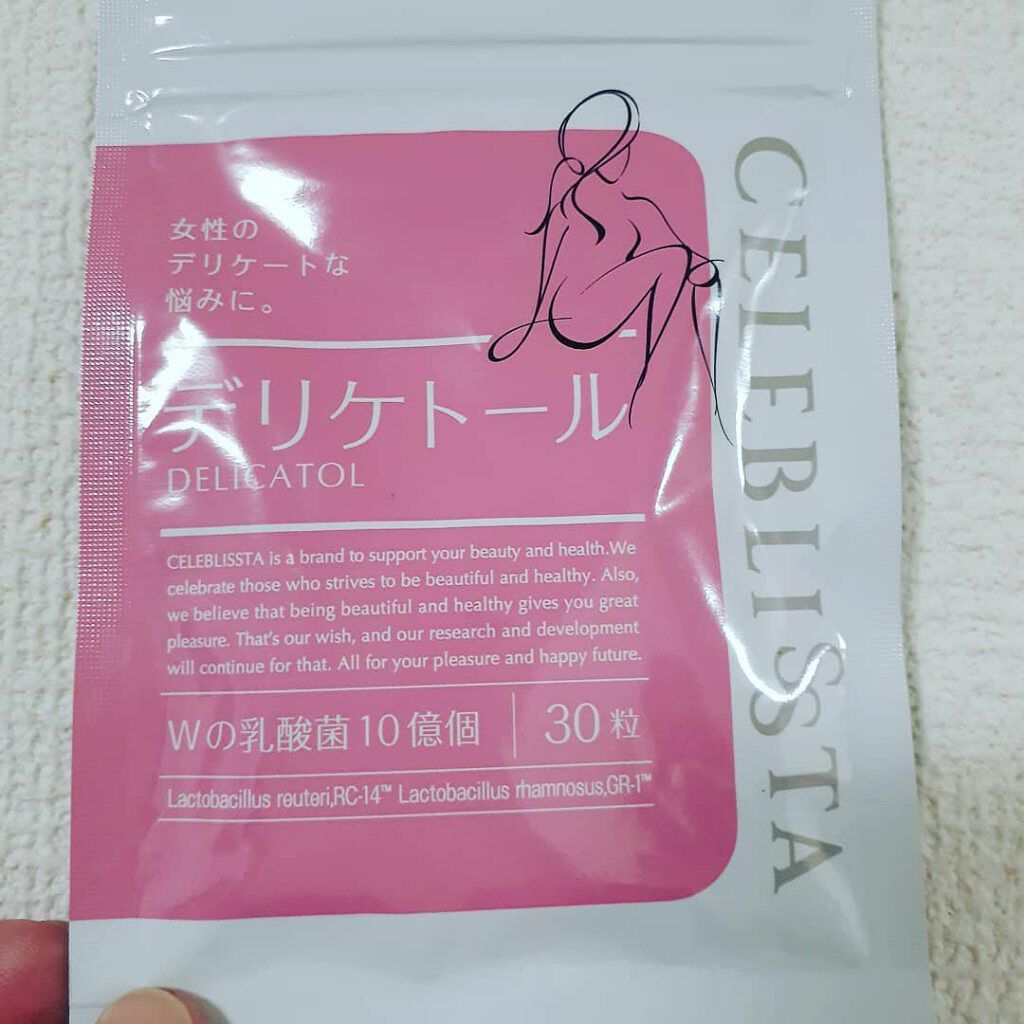 女性の
デリケートな
悩みに。
デリケトール
DELICATOL
CELEBLISSTA is a brand to support your beauty and health.We
celebrate those who strives to be beautiful and healthy. Also,
we believe that being beautiful and healthy gives you great
pleasure. That's our wish, and our research and development
will continue for that. All for your pleasure and happy future.
Wの乳酸菌10億個 30粒
Lactobacillus reuteri,RC-14™ Lactobacillus rhamnosus,GR-1™
CELEBLISSTA